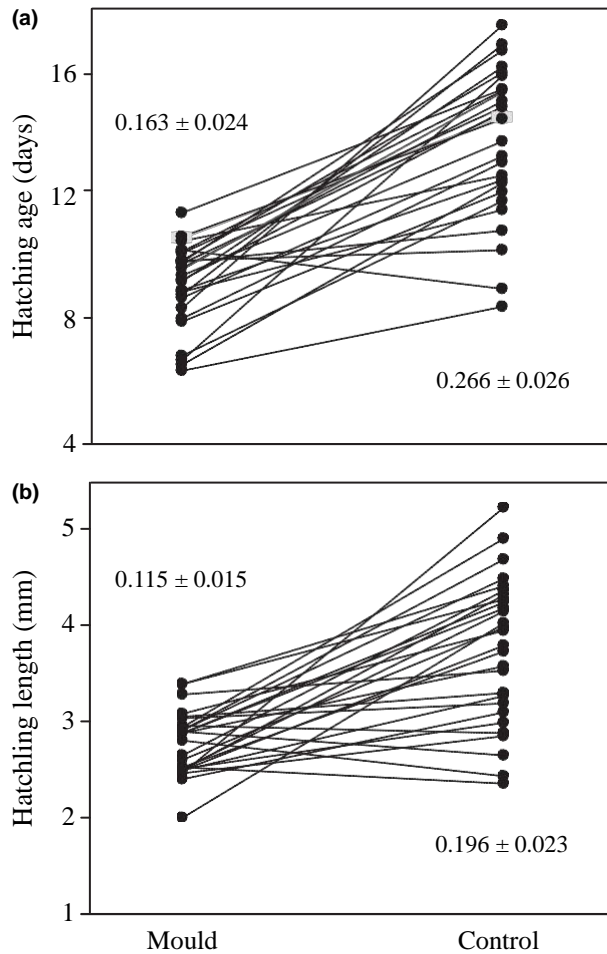 (a)
16
0.163 ± 0.024
12
Hatching age (days)
8
0.266 ± 0.026
4
(b)
5
0.115 ± 0.015
4
Hatchling length (mm)
3
2
0.196 ± 0.023
1
Mould Control